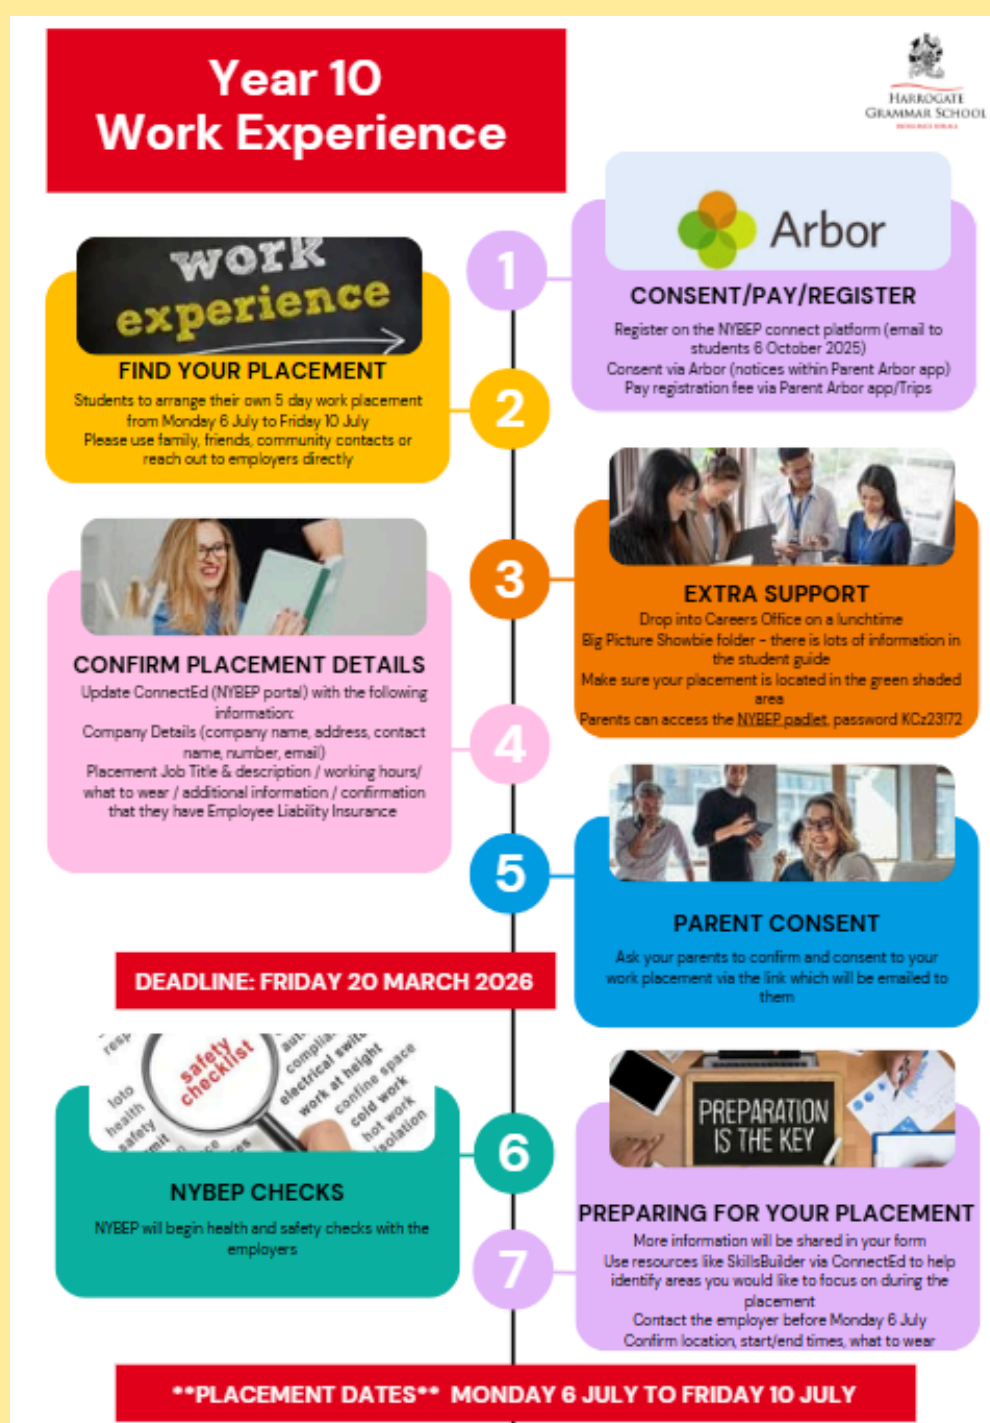 Year 10
Work Experience
HARROGATE
GRAMMAR SCHOOL
Arbor
1
CONSENT/PAY/REGISTER
Register on the NYBEP connect platform (email to
students 6 October 2025)
Consent via Arbor (notices within Parent Arbor app)
Pay registration fee via Parent Arbor app/Trips
work
experience
FIND YOUR PLACEMENT
Students to arrange their own 5 day work placement
from Monday 6 July to Friday 10 July
Please use family, friends, community contacts or
reach out to employers directly
2
3
EXTRA SUPPORT
Drop into Careers Office on a lunchtime
Big Picture Showbie folder - there is lots of information in
the student guide
Make sure your placement is located in the green shaded
area
Parents can access the NYBEP padlet, password KCz23!72
CONFIRM PLACEMENT DETAILS
Update ConnectEd (NYBEP portal) with the following
information:
Company Details (company name, address, contact
name, number, email)
Placement Job Title & description / working hours/
what to wear / additional information / confirmation
that they have Employee Liability Insurance
4
5
PARENT CONSENT
Ask your parents to confirm and consent to your
work placement via the link which will be emailed to
them
DEADLINE: FRIDAY 20 MARCH 2026
safety
checklist
resp
loto
health
safety
electrical switc
work at height
confine space
cold work
hot work
isolation
6
NYBEP CHECKS
NYBEP will begin health and safety checks with the
employers
PREPARATION
IS THE KEY
7
PREPARING FOR YOUR PLACEMENT
More information will be shared in your form
Use resources like SkillsBuilder via ConnectEd to help
identify areas you would like to focus on during the
placement
Contact the employer before Monday 6 July
Confirm location, start/end times, what to wear
**PLACEMENT DATES** MONDAY 6 JULY TO FRIDAY 10 JULY